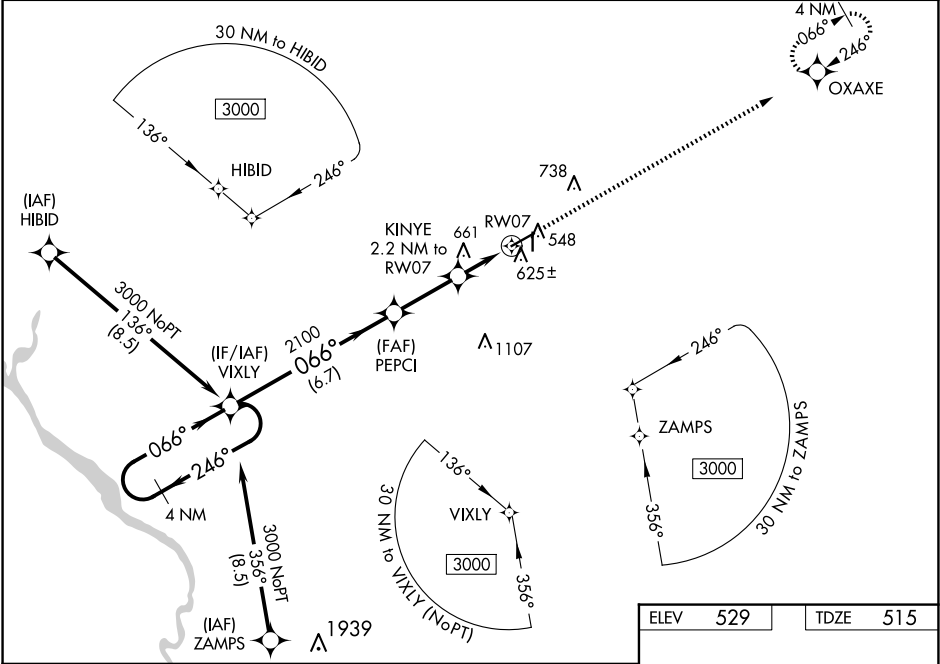 4 NM
066°
246°
OXAXE
30 NM to HIBID
3000
136°
HIBID
246°
738
(IAF)
HIBID
KINYE
2.2 NM to
RW07
661
RW07
548
625±
3000 NoPT
136°
(8.5)
(IF/IAF)
VIXLY
2100
066°
(6.7)
(FAF)
PEPCI
1107
246°
ZAMPS
3000
356°
30 NM to ZAMPS
066°
246°
4 NM
136°
VIXLY
3000
356°
30 NM to VIXLY (NoPT)
3000 NoPT
356°
(8.5)
(IAF)
ZAMPS
1939
ELEV 529
TDZE 515